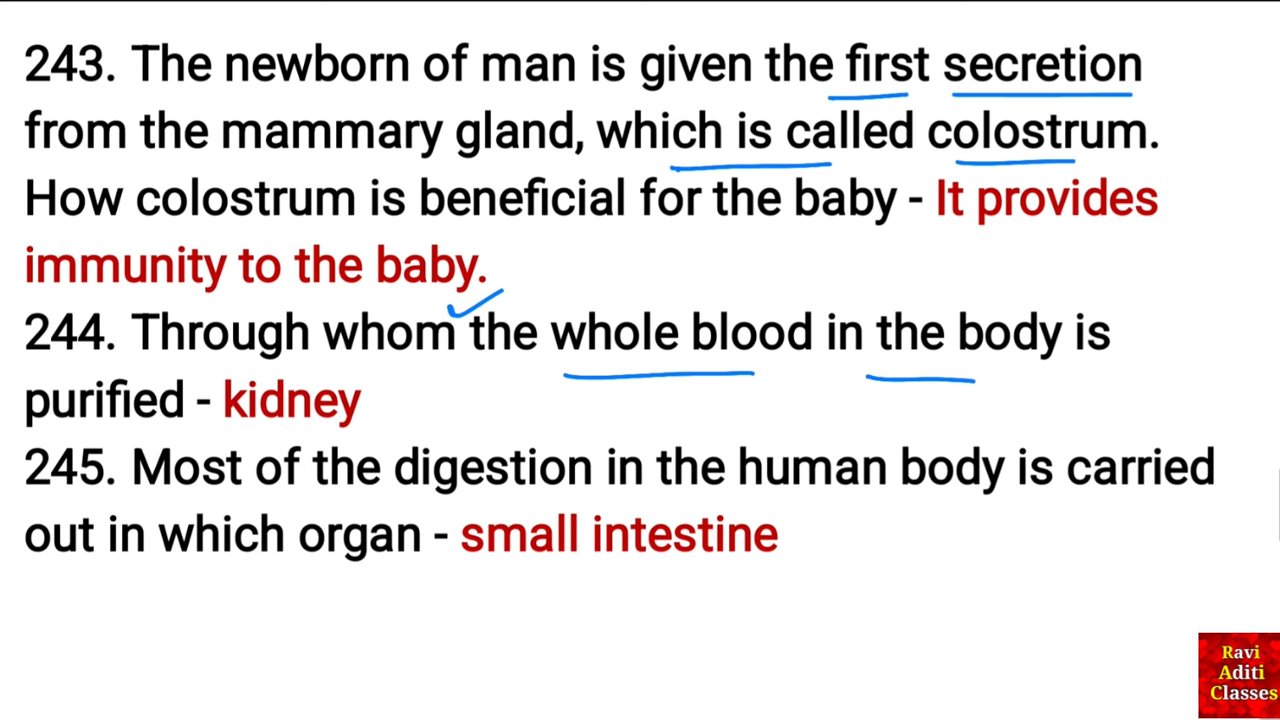 243. The newborn of man is given the first secretion
from the mammary gland, which is called colostrum.
How colostrum is beneficial for the baby - It provides
immunity to the baby.
244. Through whom the whole blood in the body is
purified - kidney
245. Most of the digestion in the human body is carried
out in which organ - small intestine
Ravi
Aditi
Classes